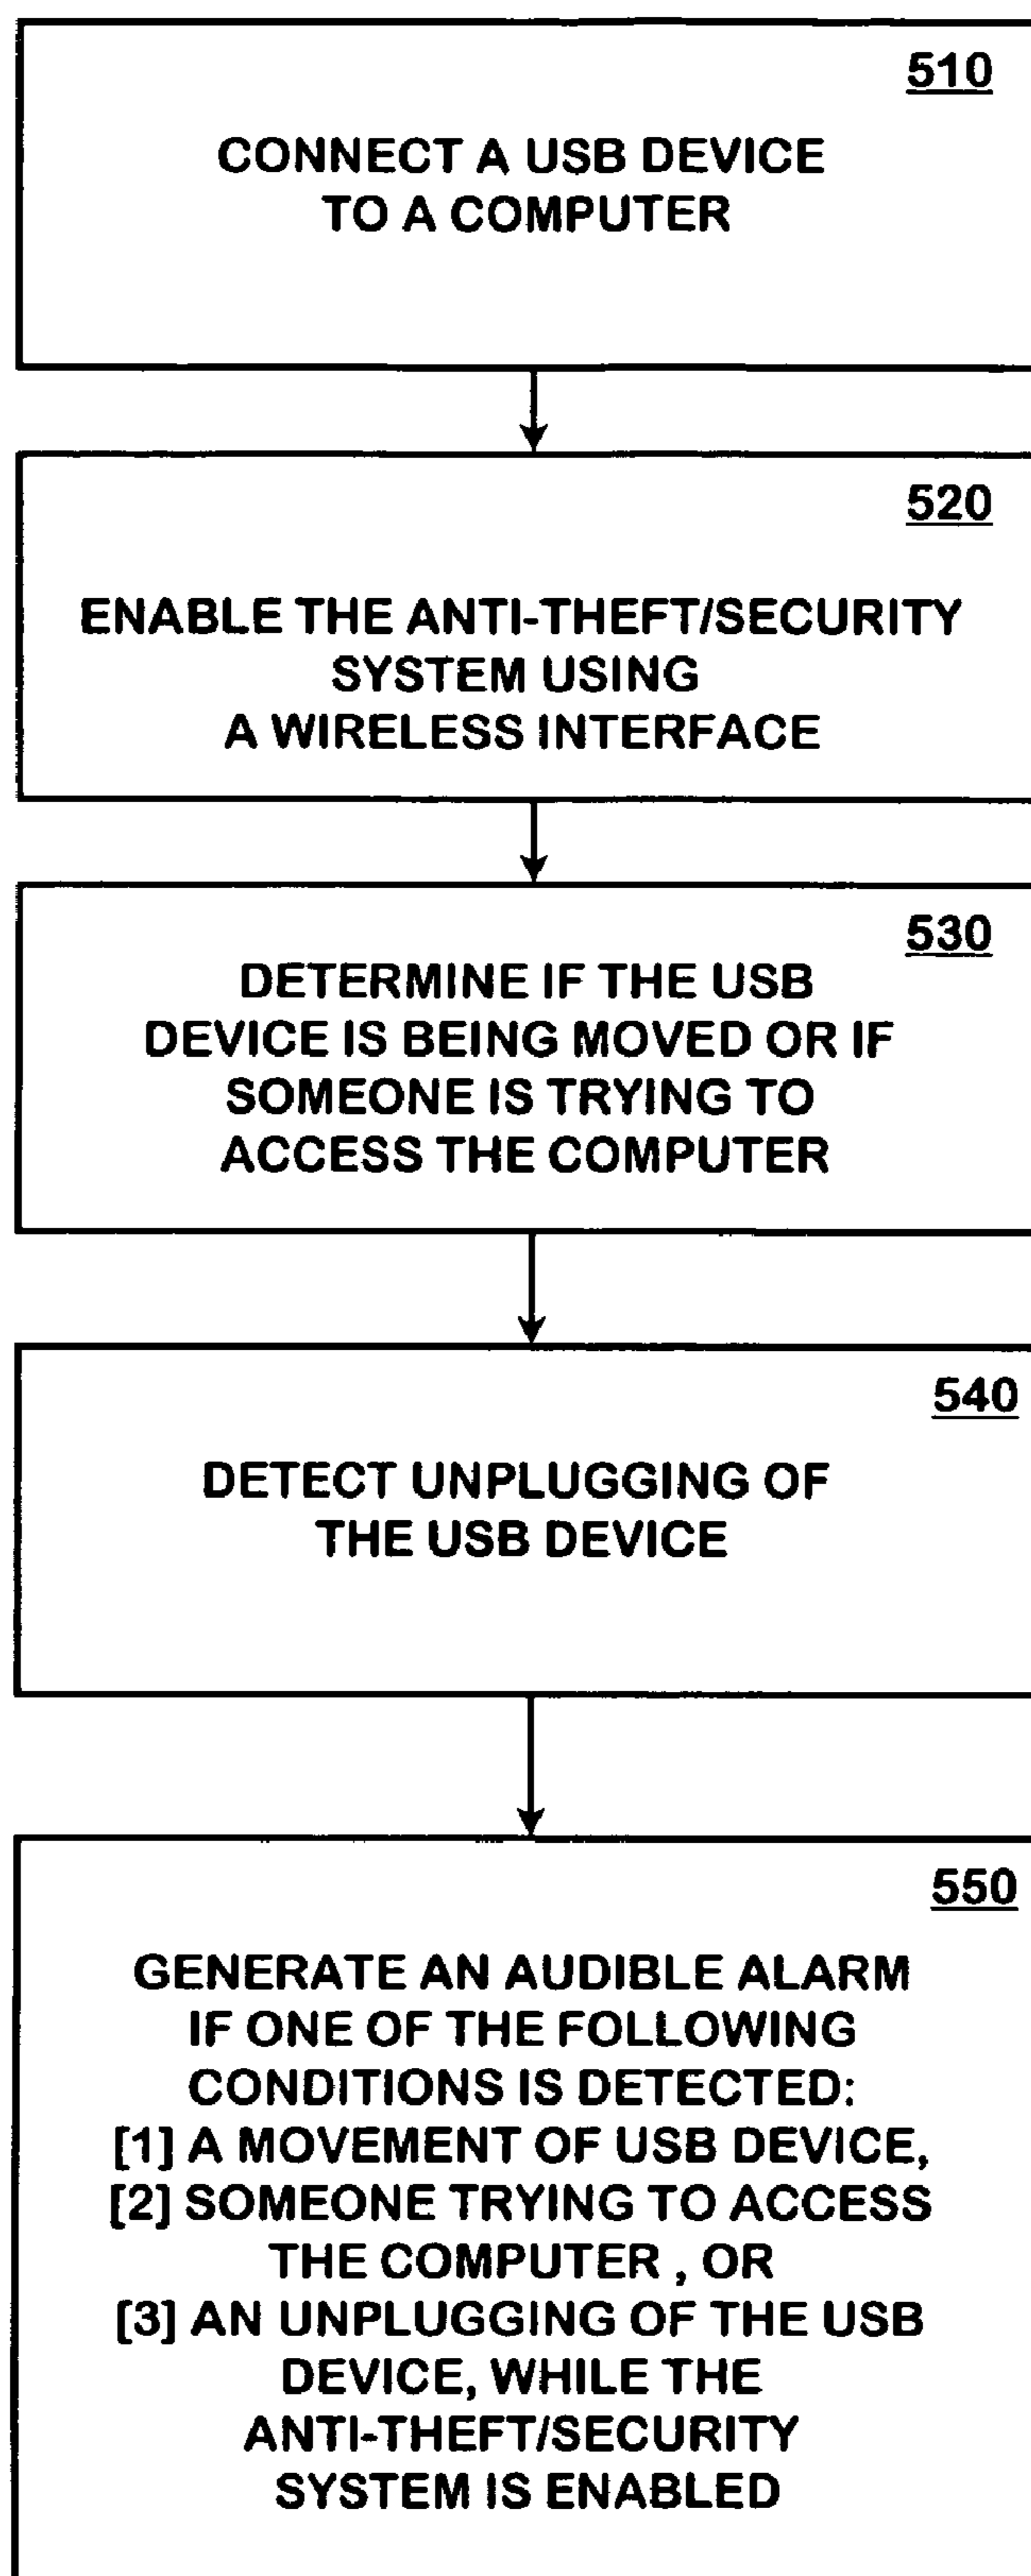 510
CONNECT A USB DEVICE
TO A COMPUTER
520
ENABLE THE ANTI-THEFT/SECURITY
SYSTEM USING
A WIRELESS INTERFACE
530
DETERMINE IF THE USB
DEVICE IS BEING MOVED OR IF
SOMEONE IS TRYING TO
ACCESS THE COMPUTER
540
DETECT UNPLUGGING OF
THE USB DEVICE
550
GENERATE AN AUDIBLE ALARM
IF ONE OF THE FOLLOWING
CONDITIONS IS DETECTED:
[1] A MOVEMENT OF USB DEVICE,
[2] SOMEONE TRYING TO ACCESS
THE COMPUTER , OR
[3] AN UNPLUGGING OF THE USB
DEVICE, WHILE THE
ANTI-THEFT/SECURITY
SYSTEM IS ENABLED